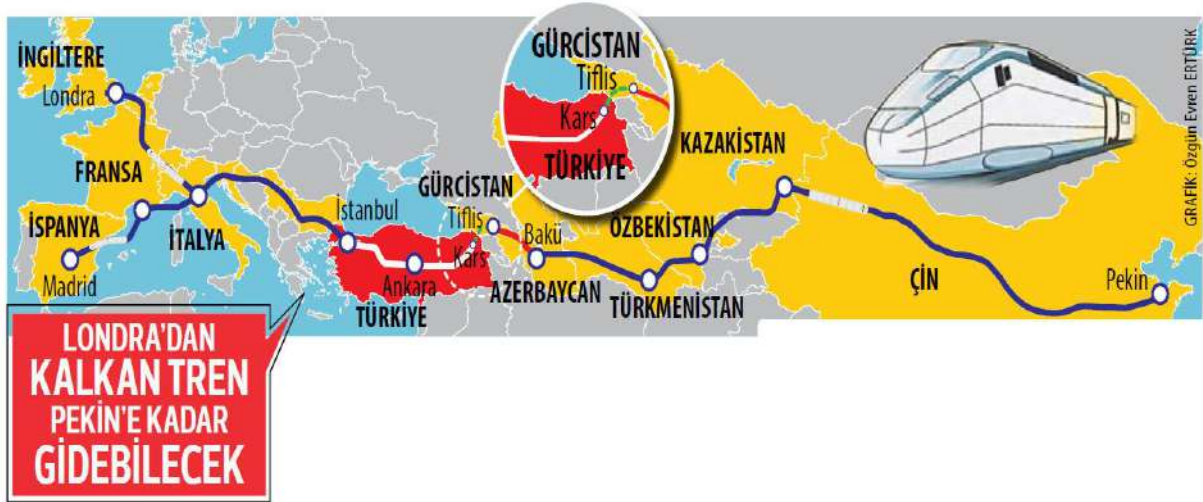 İNGİLTERE
Londra
FRANSA
İSPANYA
Madrid
İTALYA
İstanbul
Ankara
TÜRKİYE
GÜRCİSTAN
Tifliş
Kars
GÜRCİSTAN
Tifliş
Kars
TÜRKİYE
Bakü
AZERBAYCAN
KAZAKİSTAN
ÖZBEKİSTAN
TÜRKMENİSTAN
ÇİN
Pekin
GRAFİK: Özgün Evren ERTÜRK
LONDRA'DAN
KALKAN TREN
PEKİN'E KADAR
GİDEBİLECEK